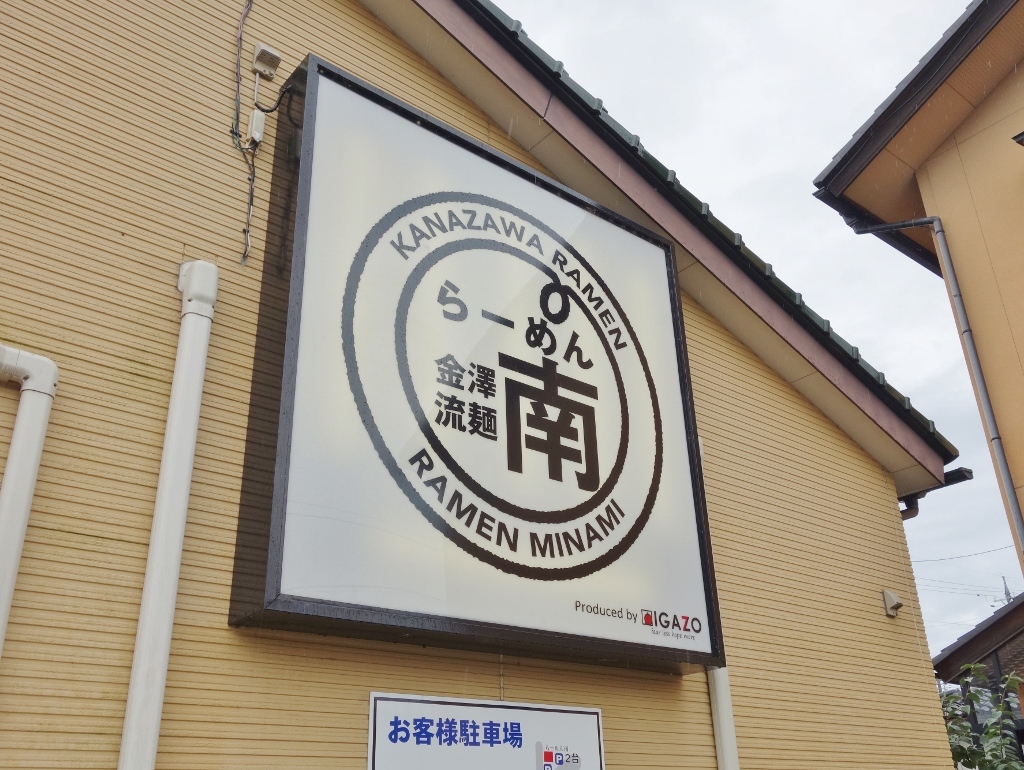 KANAZAWA RAMEN
らーめん
金澤
流麺
南
RAMEN MINAMI
Produced by IGAZO
お客様駐車場
P2台